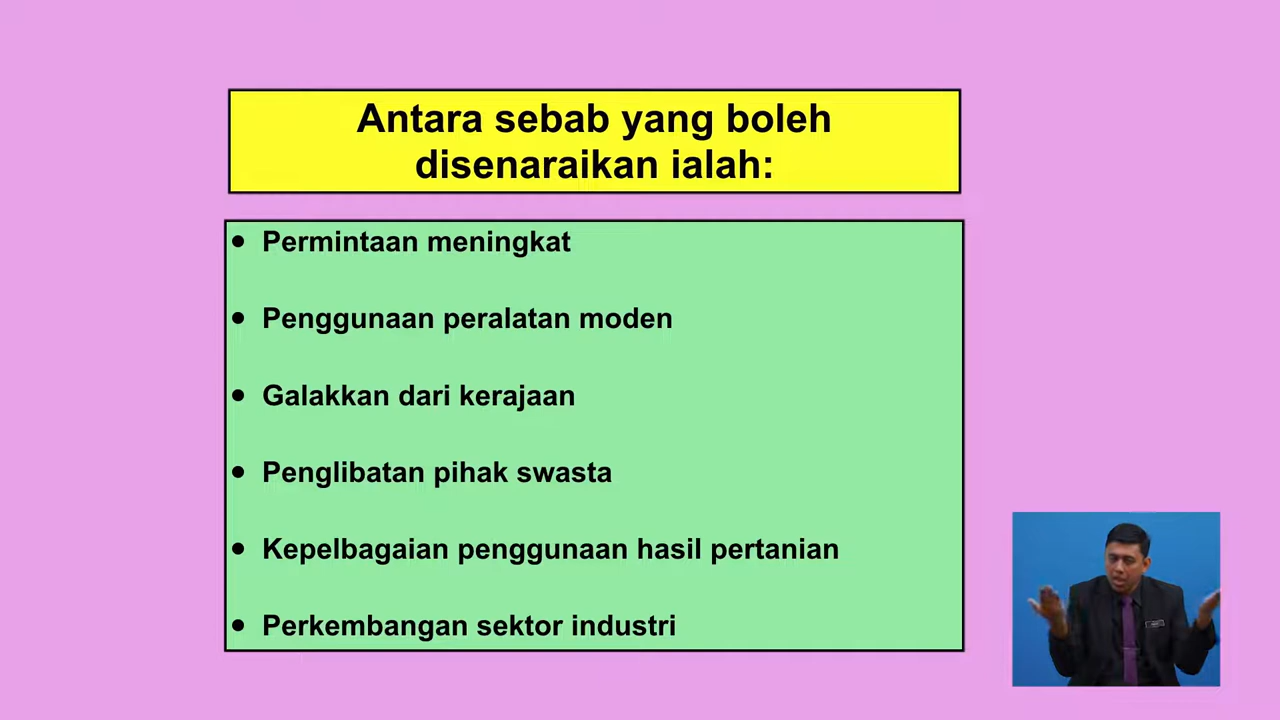 Antara sebab yang boleh
disenaraikan ialah:
• Permintaan meningkat
• Penggunaan peralatan moden
• Galakkan dari kerajaan
• Penglibatan pihak swasta
• Kepelbagaian penggunaan hasil pertanian
• Perkembangan sektor industri